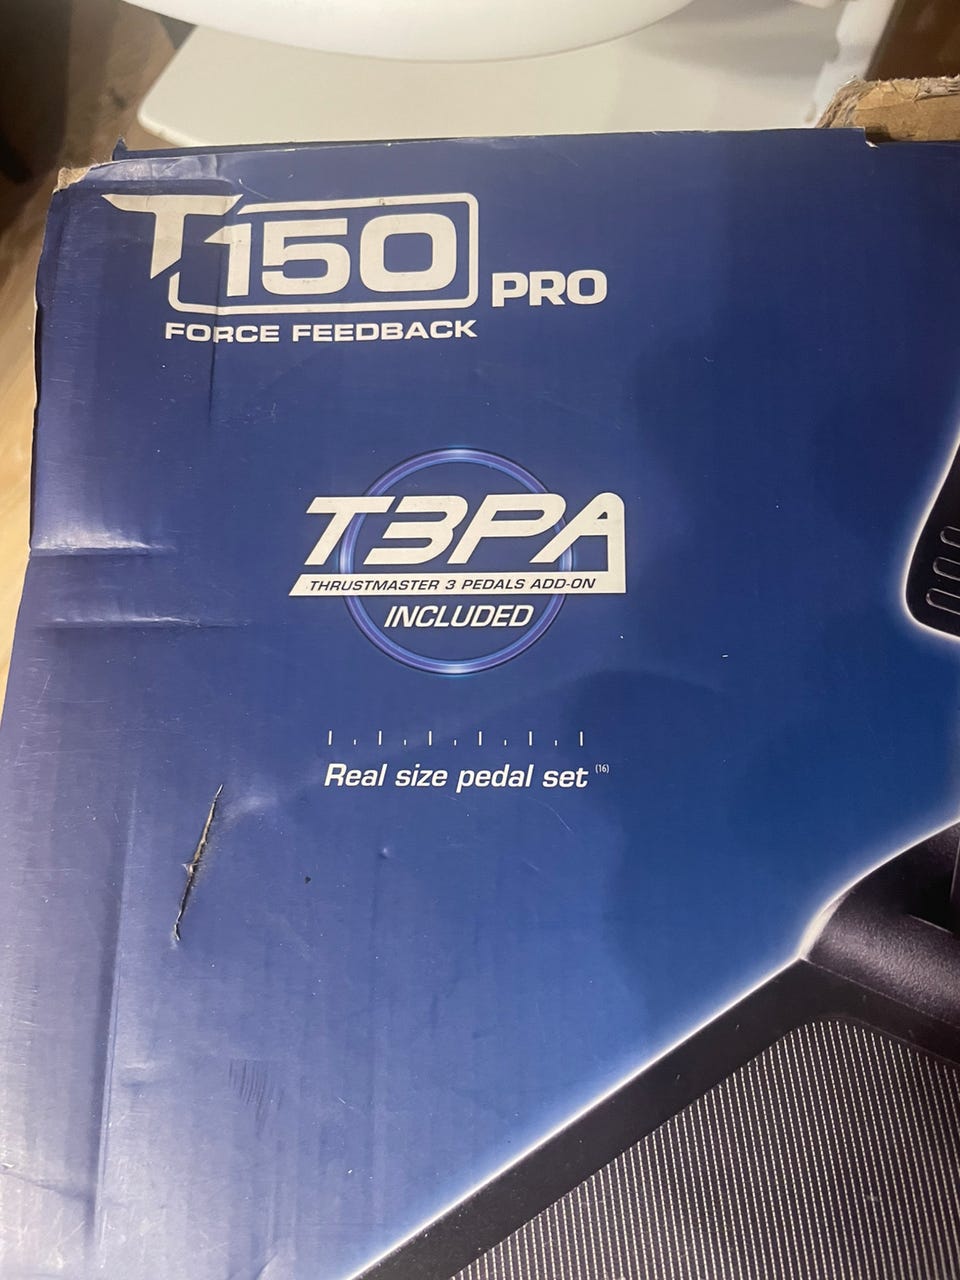 T150 PRO
FORCE FEEDBACK
T3PA
THRUSTMASTER 3 PEDALS ADD-ON
INCLUDED
Real size pedal set (16)